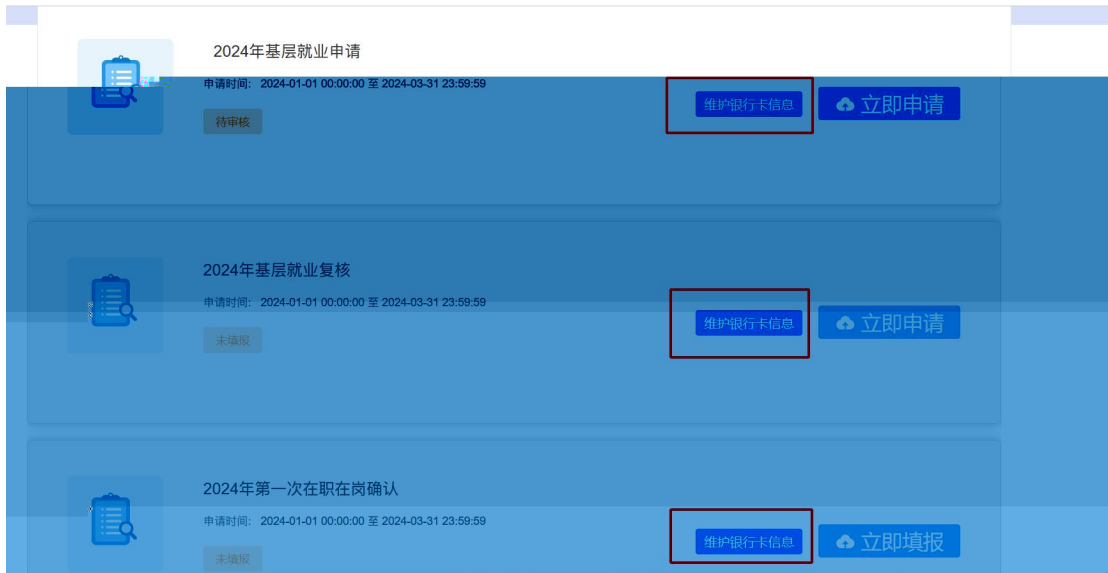 2024年基层就业申请
申请时间: 2024-01-01 00:00:00 至 2024-03-31 23:59:59
维护银行卡信息 立即申请
待审核
2024年基层就业复核
申请时间: 2024-01-01 00:00:00 至 2024-03-31 23:59:59
维护银行卡信息 立即申请
未填报
2024年第一次在职在岗确认
申请时间: 2024-01-01 00:00:00 至 2024-03-31 23:59:59
维护银行卡信息 立即填报
未填报